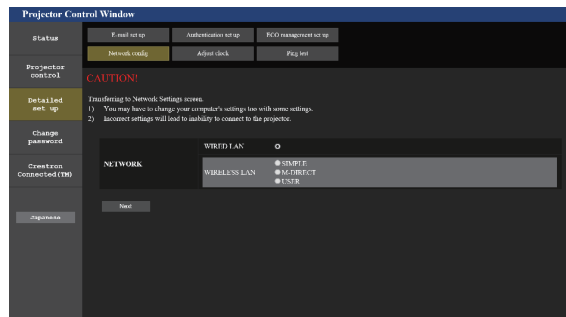 Projector Control Window
Status
Projector control
Detailed set up
Change password
Crestron Connected(TM)
Japanese
E-mail set up
Authentication set up
ECO management set up
Network config
Adjust clock
Ping test
CAUTION!
Transferring to Network Settings screen.
1) You may have to change your computer's settings too with some settings.
2) Incorrect settings will lead to inability to connect to the projector.
NETWORK
WIRED LAN
WIRELESS LAN
SIMPLE
M-DIRECT
USER
Next